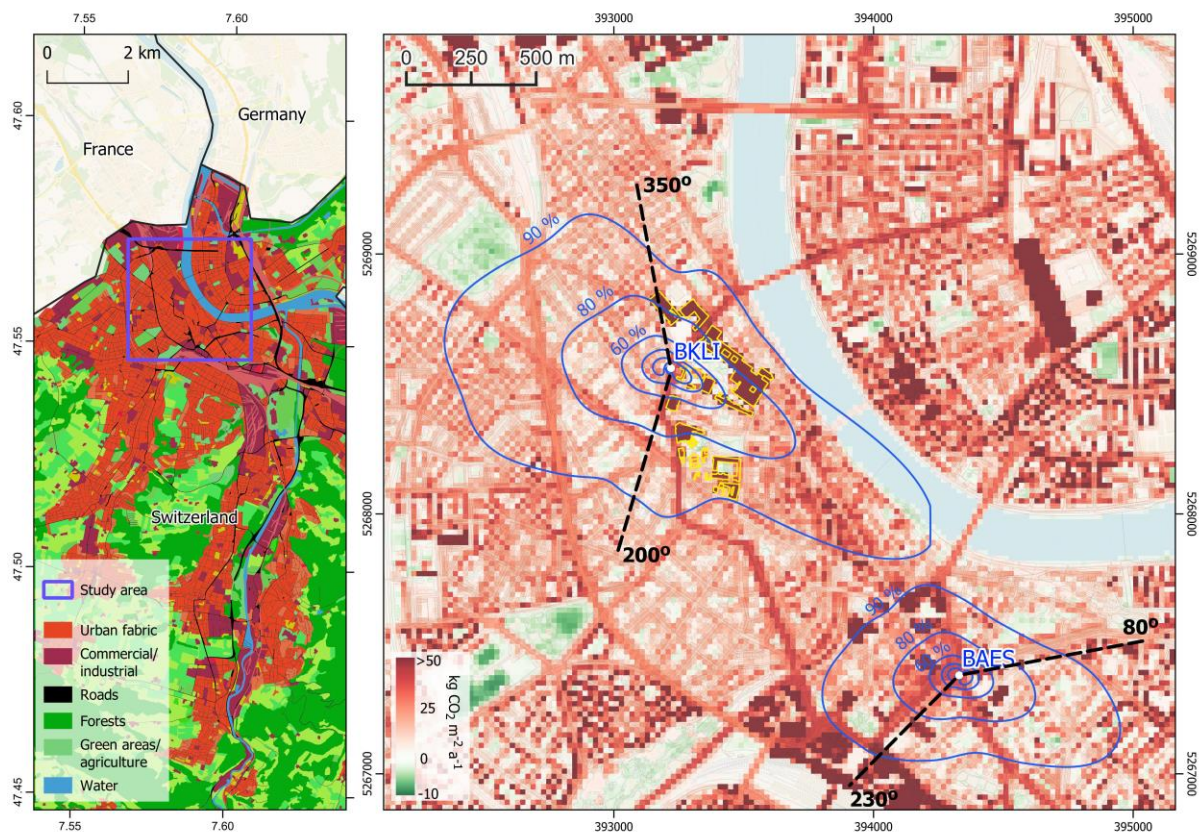 7.55
7.60
0
2 km
Germany
France
Switzerland
Study area
Urban fabric
Commercial/
industrial
Roads
Forests
Green areas/
agriculture
Water
47.60
47.55
47.50
47.45
7.55
7.60
393000
394000
395000
0
250
500 m
350º
90 %
80 %
60 %
BKLI
200º
90 %
80 %
BAES
80º
230º
>50
25
0
-10
kg CO₂ m⁻² a⁻¹
5269000
5268000
5267000
5269000
5268000
5267000
393000
394000
395000